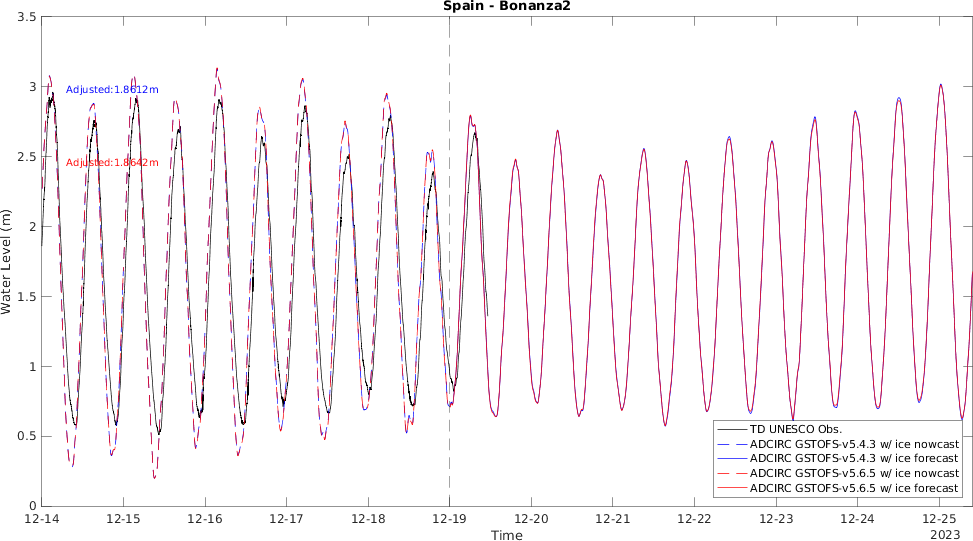 Spain - Bonanza2
3.5
3
2.5
2
1.5
1
0.5
0
Water Level (m)
Adjusted:1.8612m
Adjusted:1.8642m
TD UNESCO Obs.
ADCIRC GSTOFS-v5.4.3 w/ ice nowcast
ADCIRC GSTOFS-v5.4.3 w/ ice forecast
ADCIRC GSTOFS-v5.6.5 w/ ice nowcast
ADCIRC GSTOFS-v5.6.5 w/ ice forecast
12-14 12-15 12-16 12-17 12-18 12-19 12-20 12-21 12-22 12-23 12-24 12-25
2023
Time